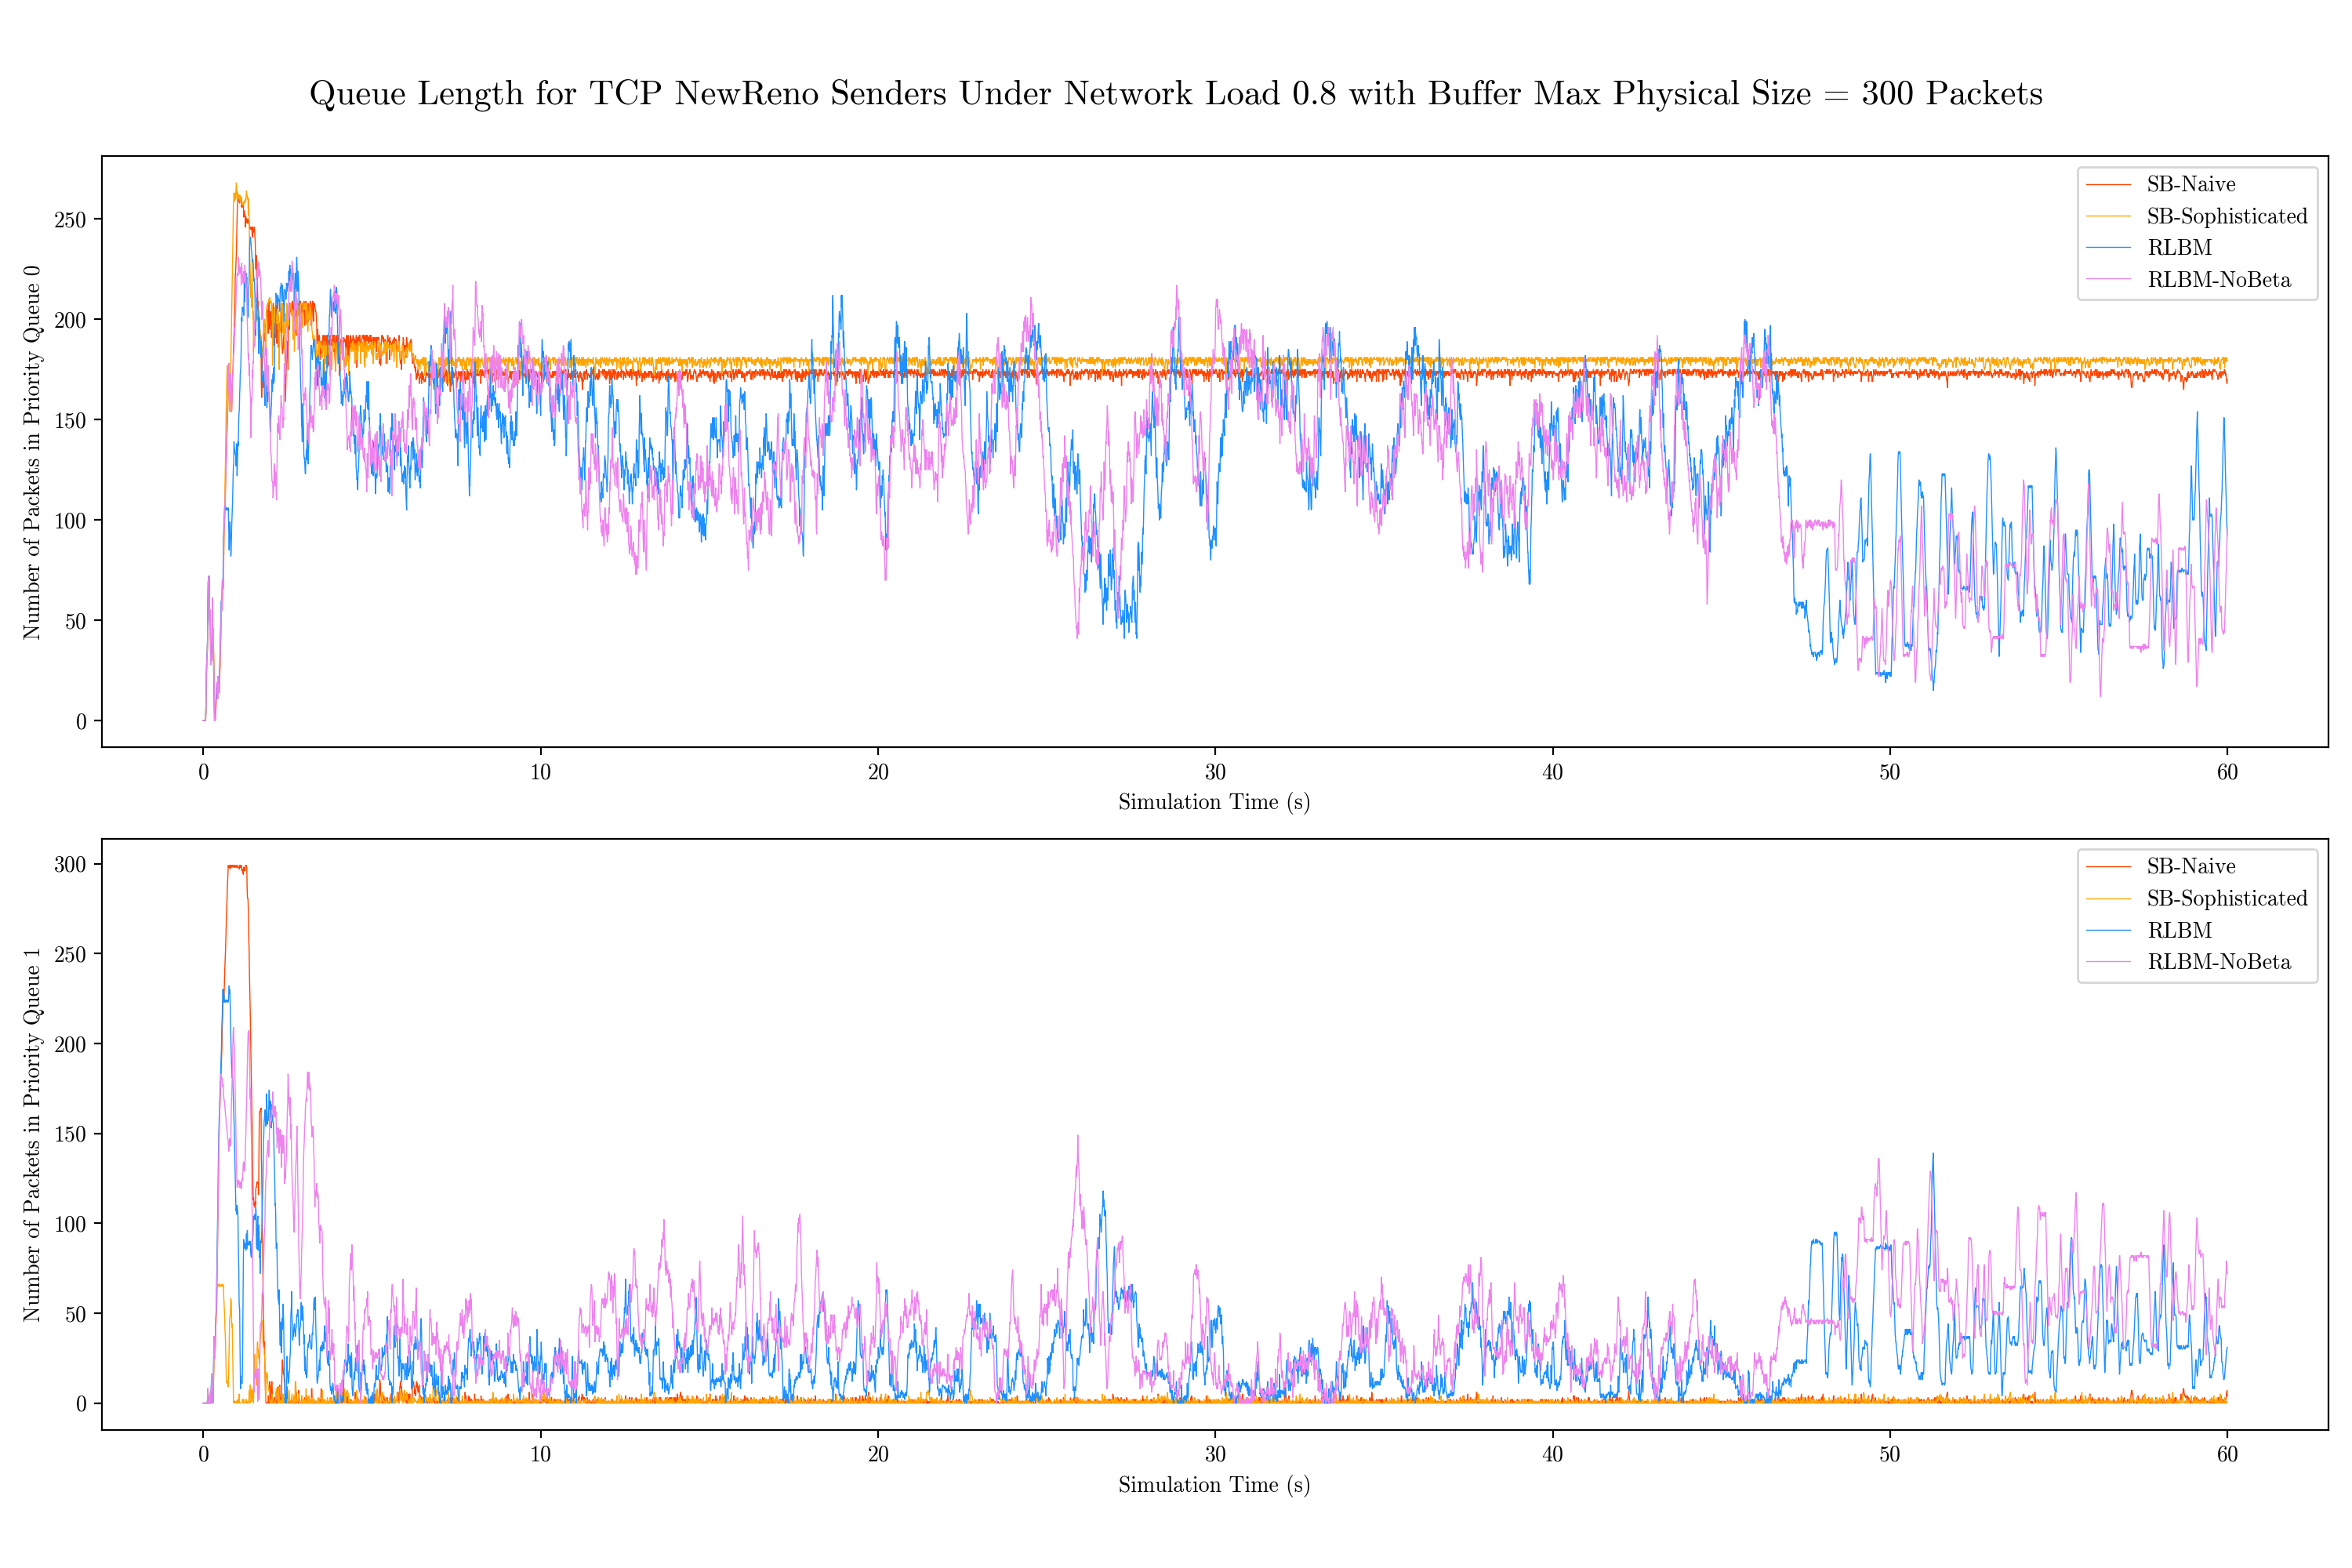 Queue Length for TCP NewReno Senders Under Network Load 0.8 with Buffer Max Physical Size = 300 Packets
Number of Packets in Priority Queue 0
250
200
150
100
50
0
0 10 20 30 40 50 60
Simulation Time (s)
SB-Naive
SB-Sophisticated
RLBM
RLBM-NoBeta
Number of Packets in Priority Queue 1
300
250
200
150
100
50
0
0 10 20 30 40 50 60
Simulation Time (s)
SB-Naive
SB-Sophisticated
RLBM
RLBM-NoBeta